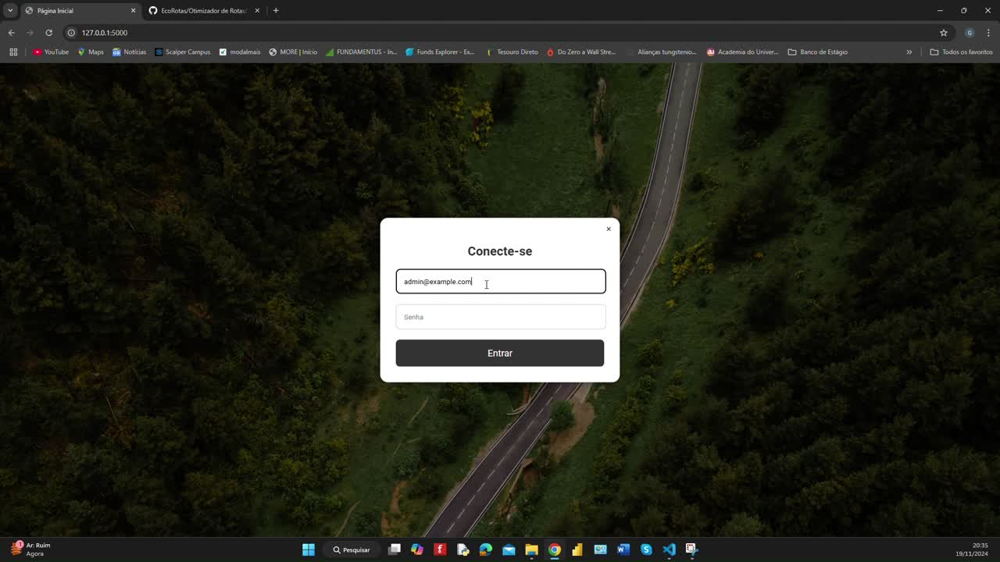 Página Inicial
EcoRotas/Otimizador de Rotas/
127.0.0.1:5000
G
YouTube
Maps
Notícias
Scalper Campus
modalmais
MORE | Início
FUNDAMENTUS - In...
Funds Explorer - Ex...
Tesouro Direto
Do Zero a Wall Stre...
Alianças tungstenio...
Academia do Univer...
Banco de Estágio
Todos os favoritos
Conecte-se
admin@example.com
Senha
Entrar
1
Ar: Ruim
Agora
Pesquisar
20:35
19/11/2024